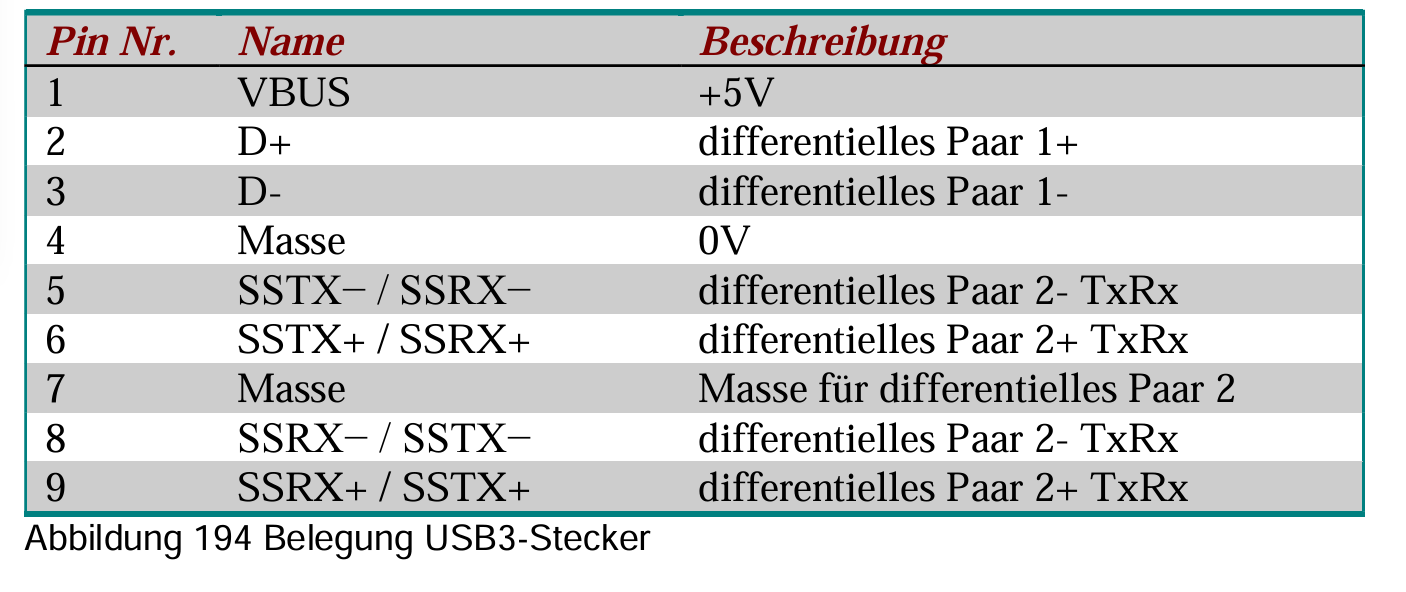 Pin Nr. Name Beschreibung
1 VBUS +5V
2 D+ differentielles Paar 1+
3 D- differentielles Paar 1-
4 Masse 0V
5 SSTX− / SSRX− differentielles Paar 2- TxRx
6 SSTX+ / SSRX+ differentielles Paar 2+ TxRx
7 Masse Masse für differentielles Paar 2
8 SSRX− / SSTX− differentielles Paar 2- TxRx
9 SSRX+ / SSTX+ differentielles Paar 2+ TxRx
Abbildung 194 Belegung USB3-Stecker